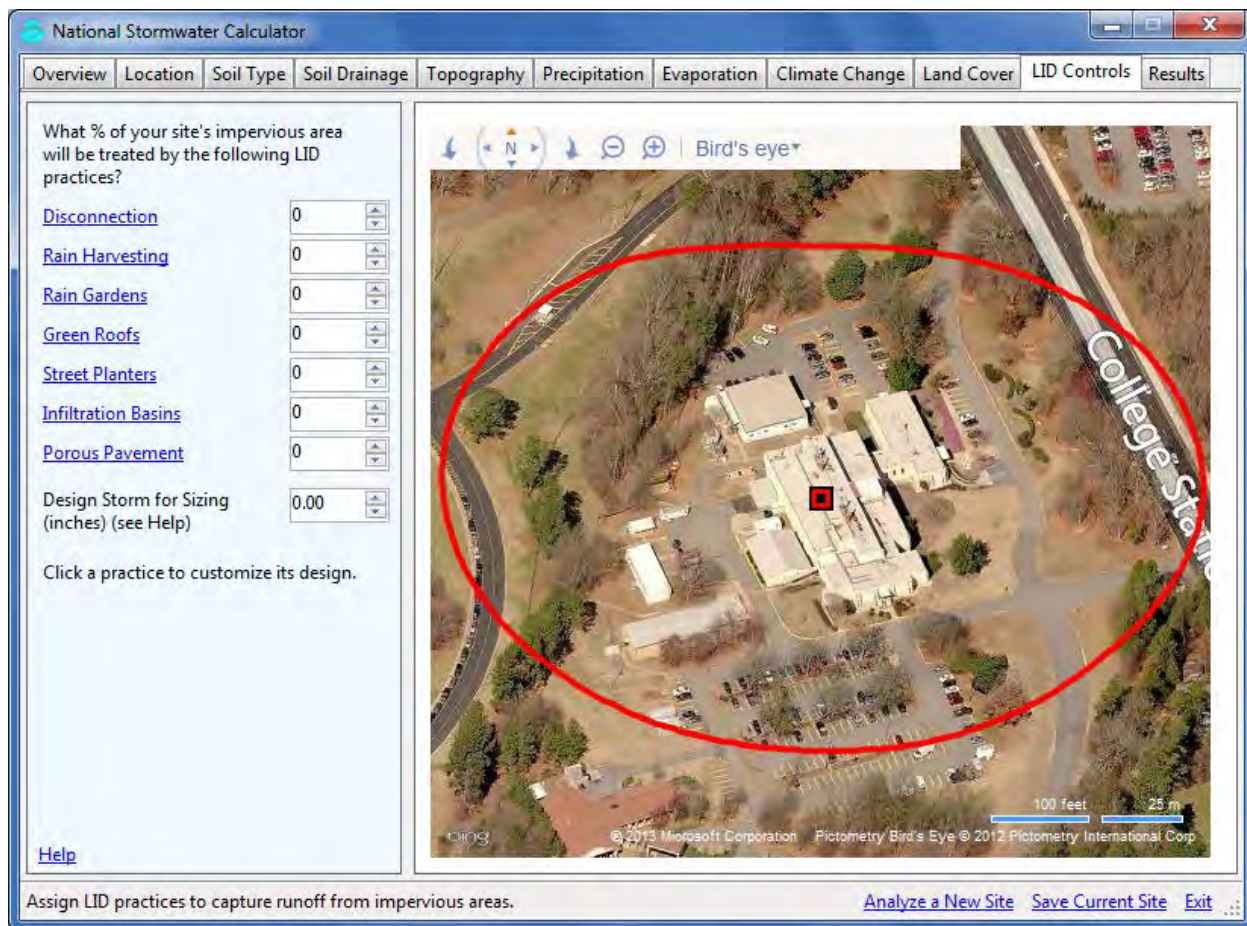 National Stormwater Calculator
Overview Location Soil Type Soil Drainage Topography Precipitation Evaporation Climate Change Land Cover LID Controls Results
What % of your site's impervious area
will be treated by the following LID
practices?
Disconnection 0
Rain Harvesting 0
Rain Gardens 0
Green Roofs 0
Street Planters 0
Infiltration Basins 0
Porous Pavement 0
Design Storm for Sizing
(inches) (see Help) 0.00
Click a practice to customize its design.
Help
N Bird's eye
College Static
100 feet 25 m
bing © 2013 Microsoft Corporation Pictometry Bird's Eye © 2012 Pictometry International Corp
Assign LID practices to capture runoff from impervious areas. Analyze a New Site Save Current Site Exit